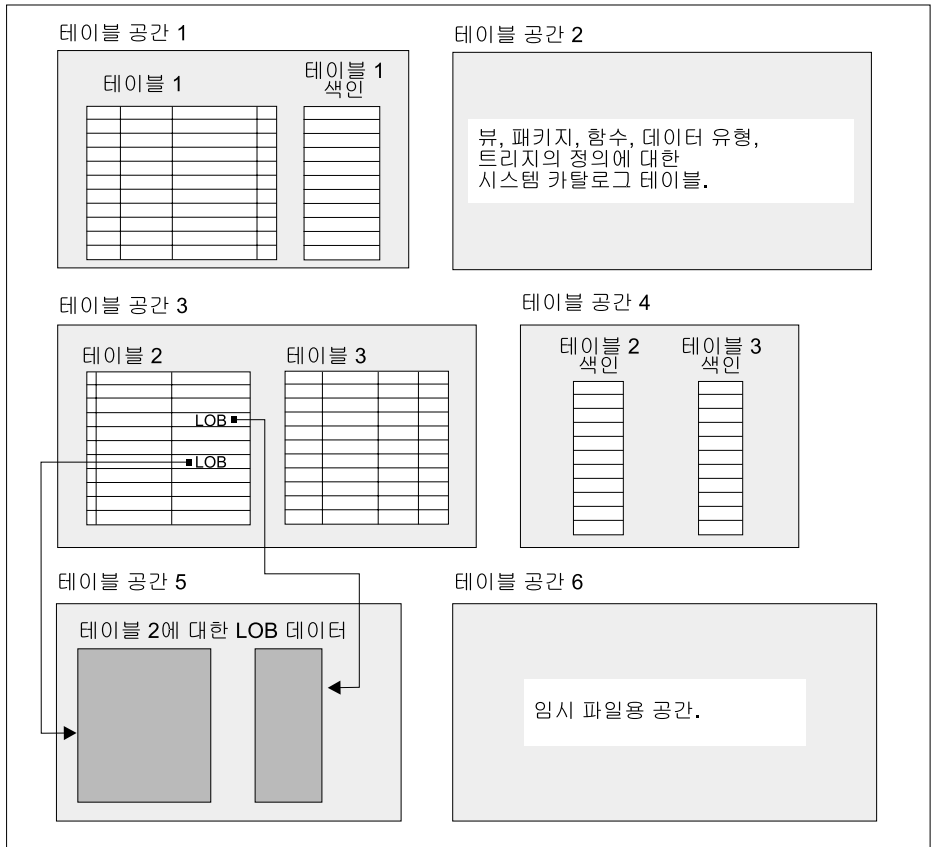 테이블 공간 1
테이블 1
테이블 1
색인
테이블 공간 2
뷰, 패키지, 함수, 데이터 유형,
트리지의 정의에 대한
시스템 카탈로그 테이블.
테이블 공간 3
테이블 2
테이블 3
LOB
LOB
테이블 공간 4
테이블 2
색인
테이블 3
색인
테이블 공간 5
테이블 2에 대한 LOB 데이터
테이블 공간 6
임시 파일용 공간.